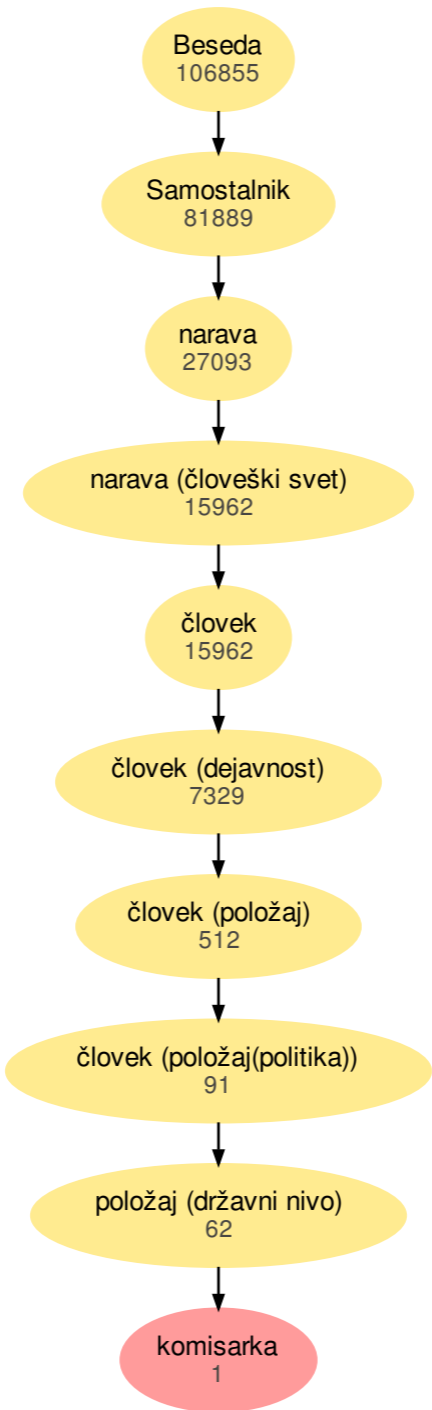 Beseda
106855
Samostalnik
81889
narava
27093
narava (človeški svet)
15962
človek
15962
človek (dejavnost)
7329
človek (položaj)
512
človek (položaj(politika))
91
položaj (državni nivo)
62
komisarka
1